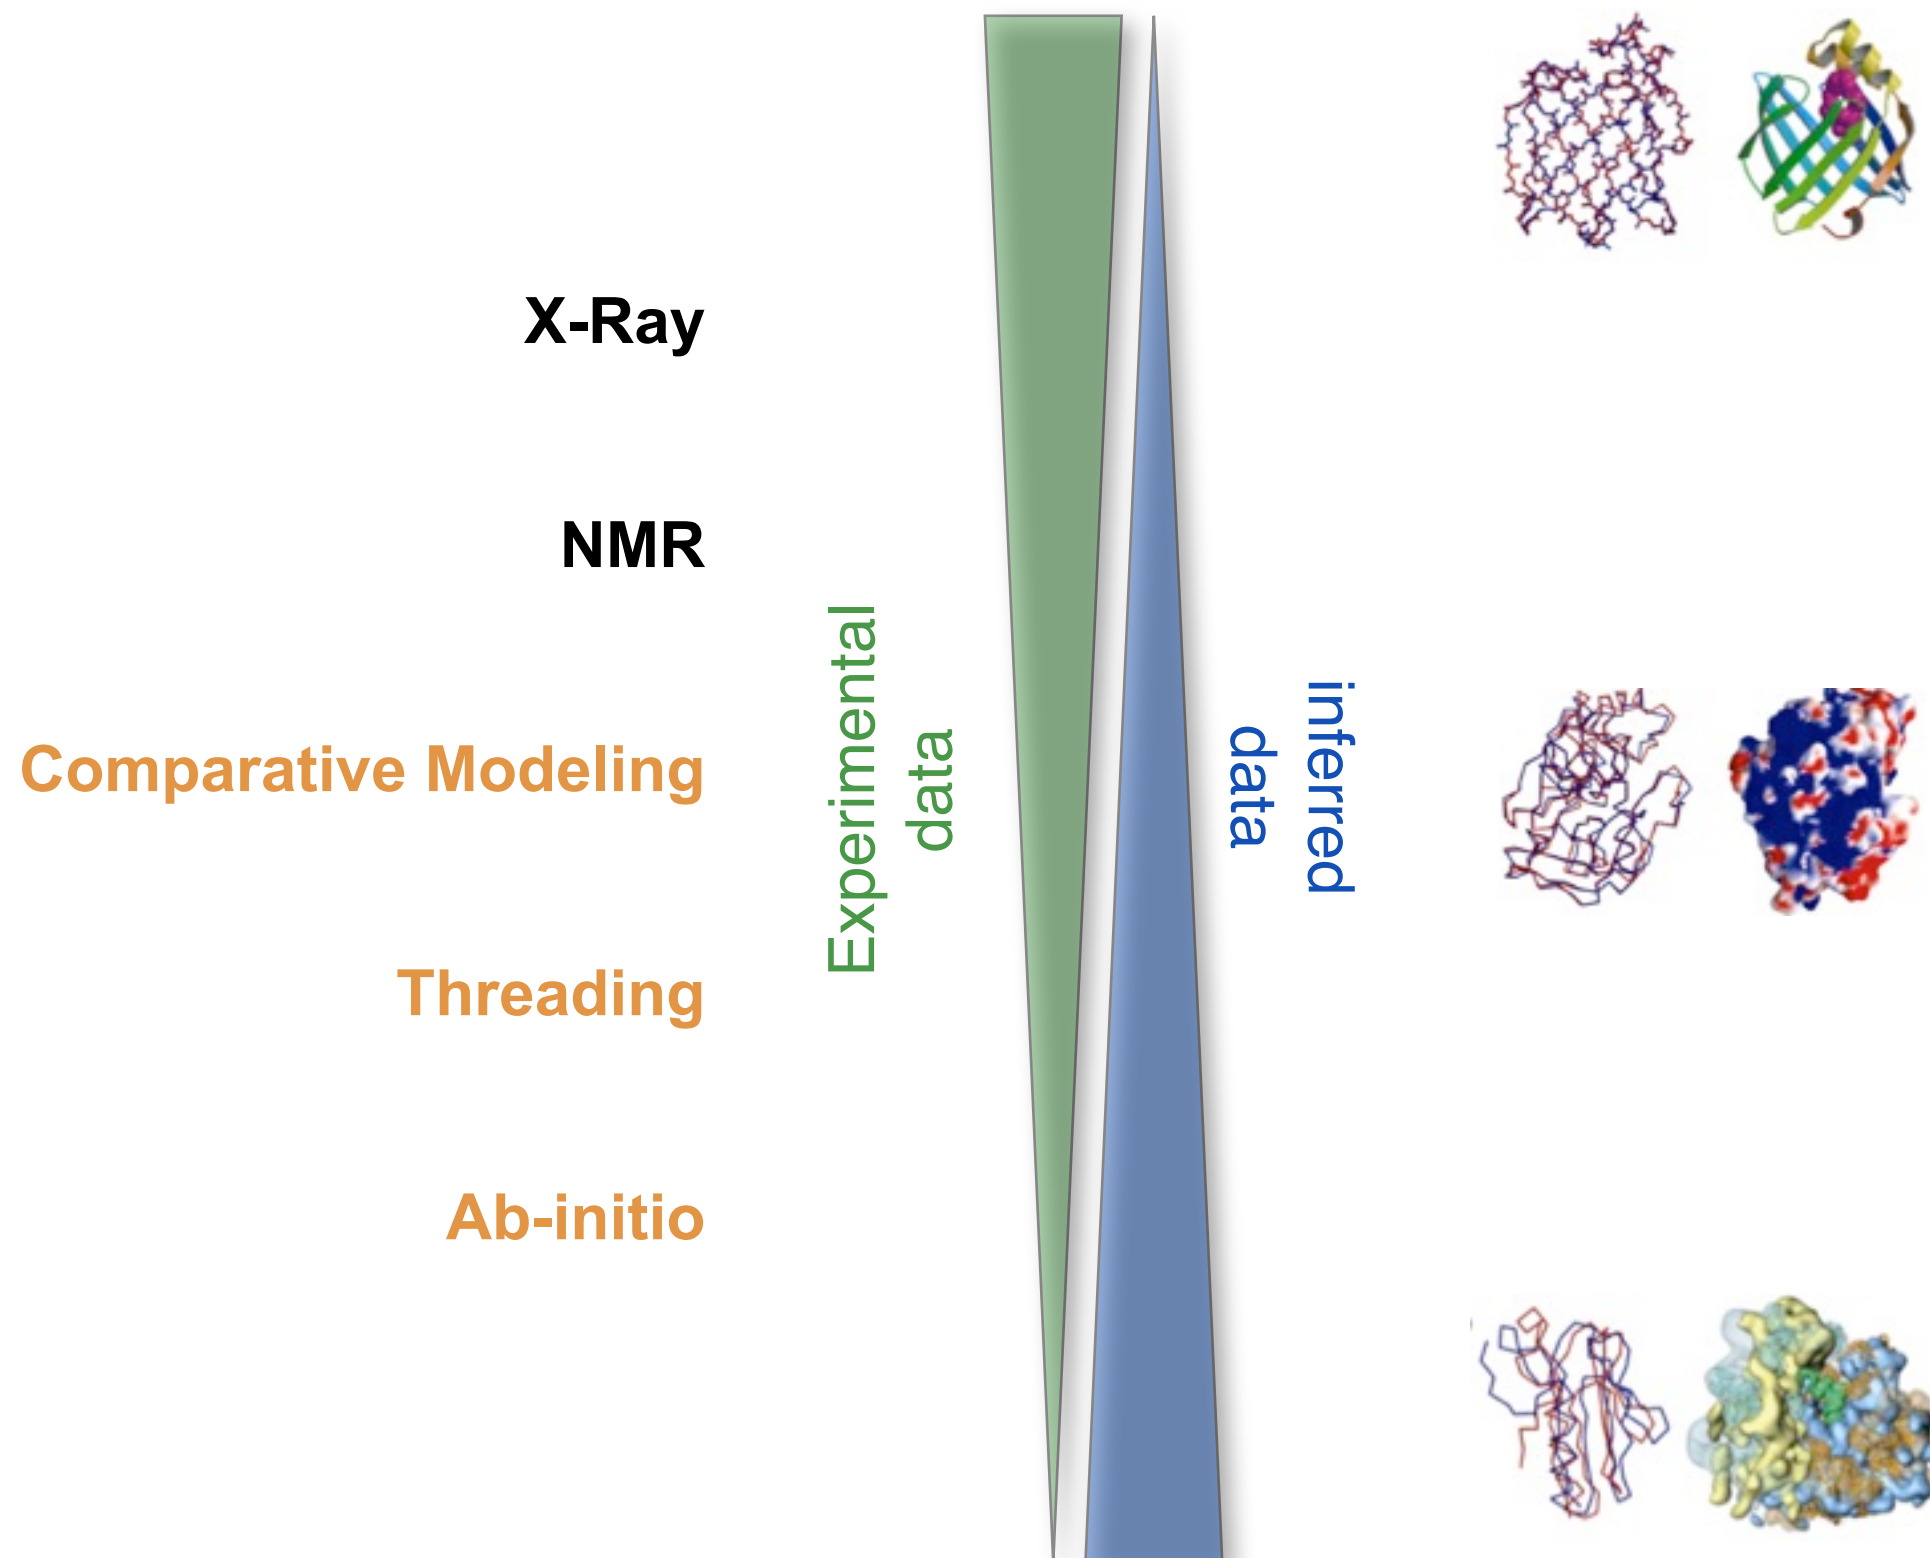 X-Ray
NMR
Comparative Modeling
Threading
Ab-initio
Experimental
data
inferred
data